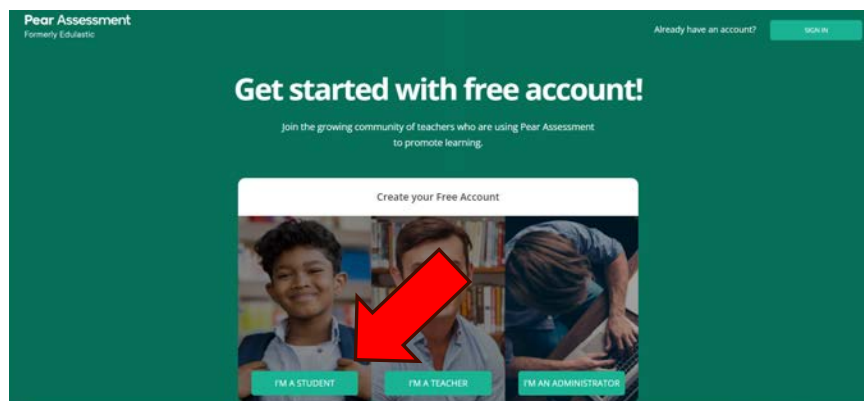 Pear Assessment
Formerly Edulastic
Already have an account?
SIGN IN
Get started with free account!
Join the growing community of teachers who are using Pear Assessment
to promote learning.
Create your Free Account
I'M A STUDENT
I'M A TEACHER
I'M AN ADMINISTRATOR